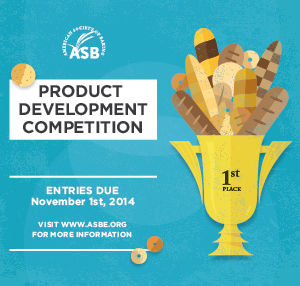 AMERICAN SOCIETY OF BAKING
ASB
PRODUCT
DEVELOPMENT
COMPETITION
1st
PLACE
ENTRIES DUE
November 1st, 2014
VISIT WWW.ASBE.ORG
FOR MORE INFORMATION